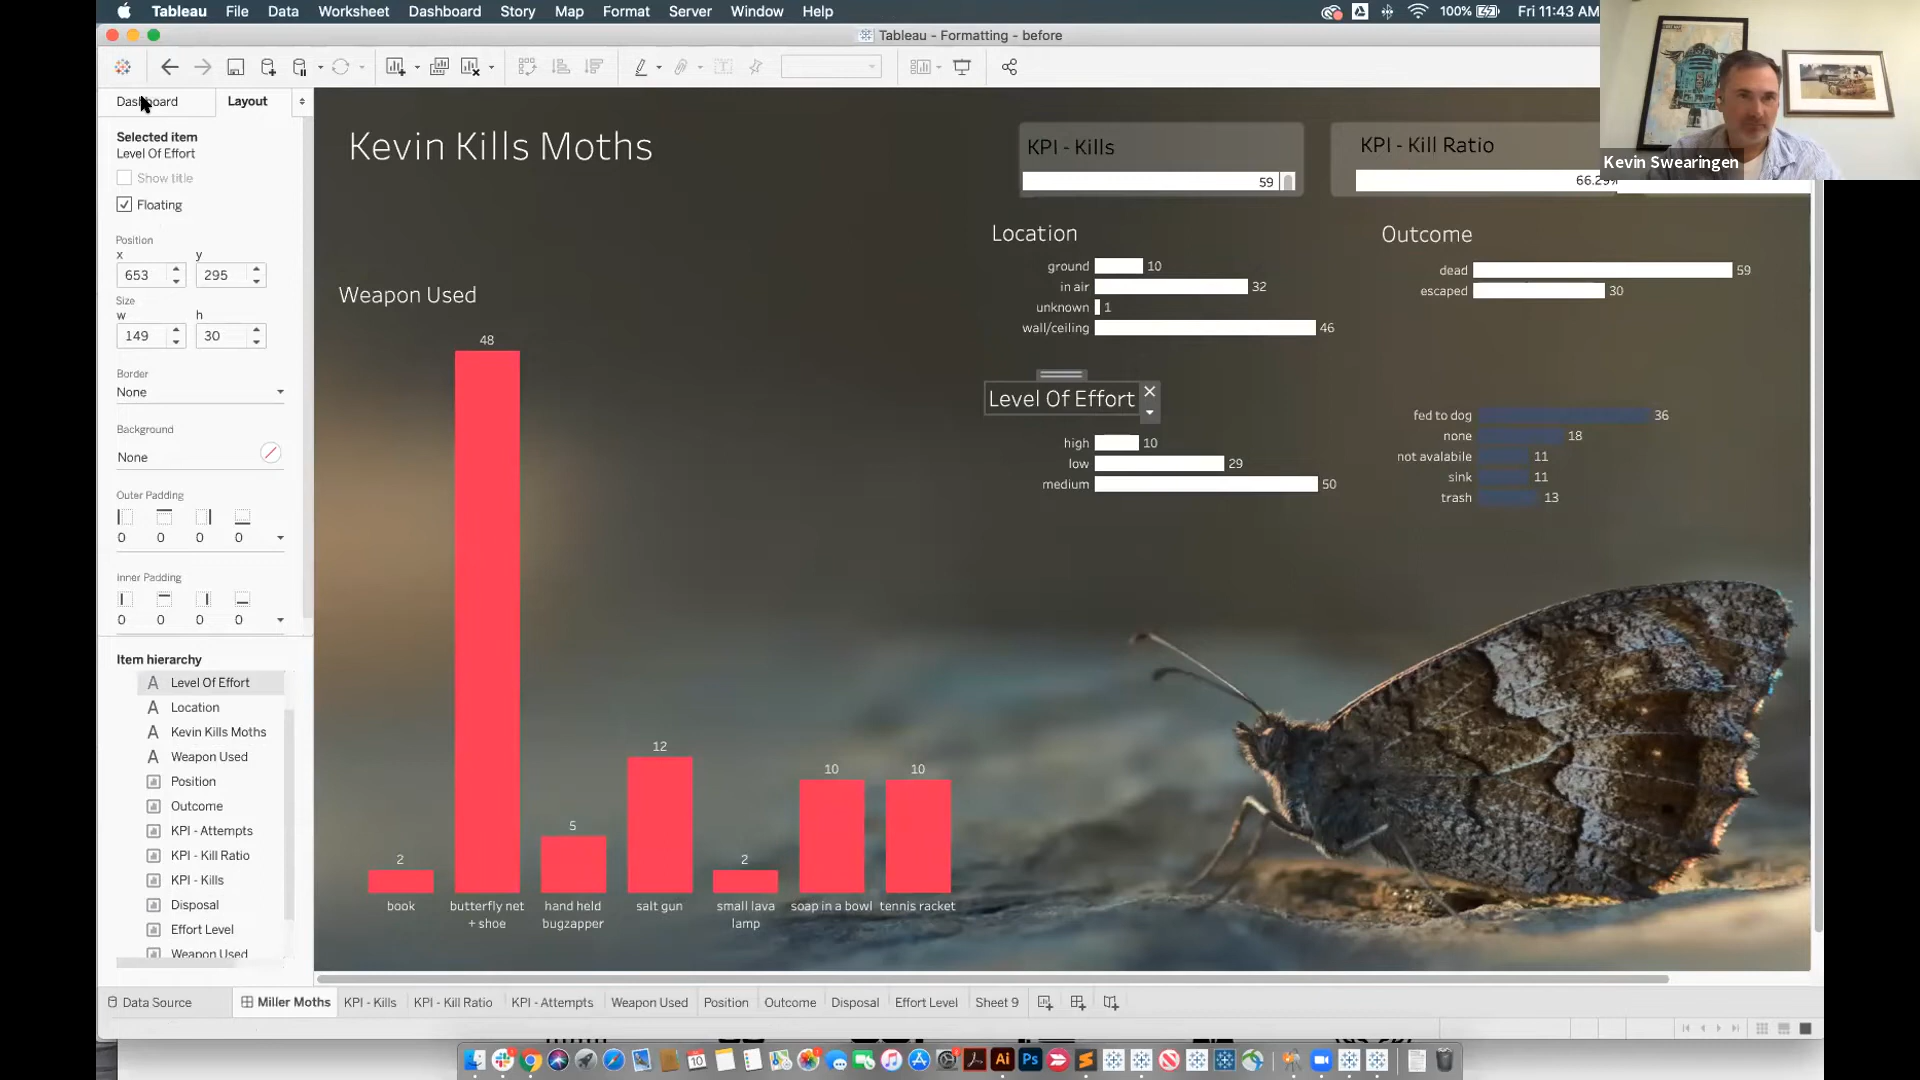 Tableau File Data Worksheet Dashboard Story Map Format Server Window Help
100% Fri 11:43 AM
Tableau - Formatting - before
Dashboard Layout
Kevin Swearingen
Selected item
Level Of Effort
Show title
Floating
Position
x y
653 295
Size
w h
149 30
Border
None
Background
None
Outer Padding
0 0 0 0
Inner Padding
0 0 0 0
Item hierarchy
Level Of Effort
Location
Kevin Kills Moths
Weapon Used
Position
Outcome
KPI - Attempts
KPI - Kill Ratio
KPI - Kills
Disposal
Effort Level
Weapon Used
Kevin Kills Moths
KPI - Kills
59
KPI - Kill Ratio
66.29%
Location
ground 10
in air 32
unknown 1
wall/ceiling 46
Outcome
dead 59
escaped 30
Level Of Effort
high 10
low 29
medium 50
fed to dog 36
none 18
not avalabile 11
sink 11
trash 13
Weapon Used
48
12
10 10
5
2 2
book butterfly net hand held salt gun small lava soap in a bowl tennis racket
+ shoe bugzapper lamp
Data Source Miller Moths KPI - Kills KPI - Kill Ratio KPI - Attempts Weapon Used Position Outcome Disposal Effort Level Sheet 9
10 Ai Ps